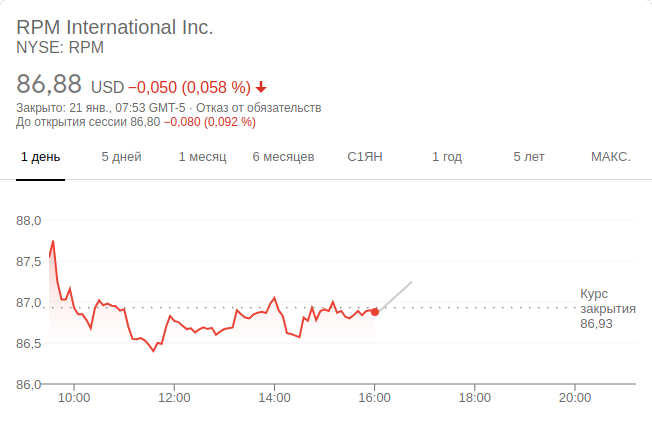 RPM International Inc.
NYSE: RPM
86,88 USD −0,050 (0,058 %)
Закрыто: 21 янв., 07:53 GMT-5 · Отказ от обязательств
До открытия сессии 86,80 −0,080 (0,092 %)
1 день 5 дней 1 месяц 6 месяцев С1ЯН 1 год 5 лет МАКС.
88,0
87,5
87,0
86,5
86,0
Курс
закрытия
86,93
10:00 12:00 14:00 16:00 18:00 20:00